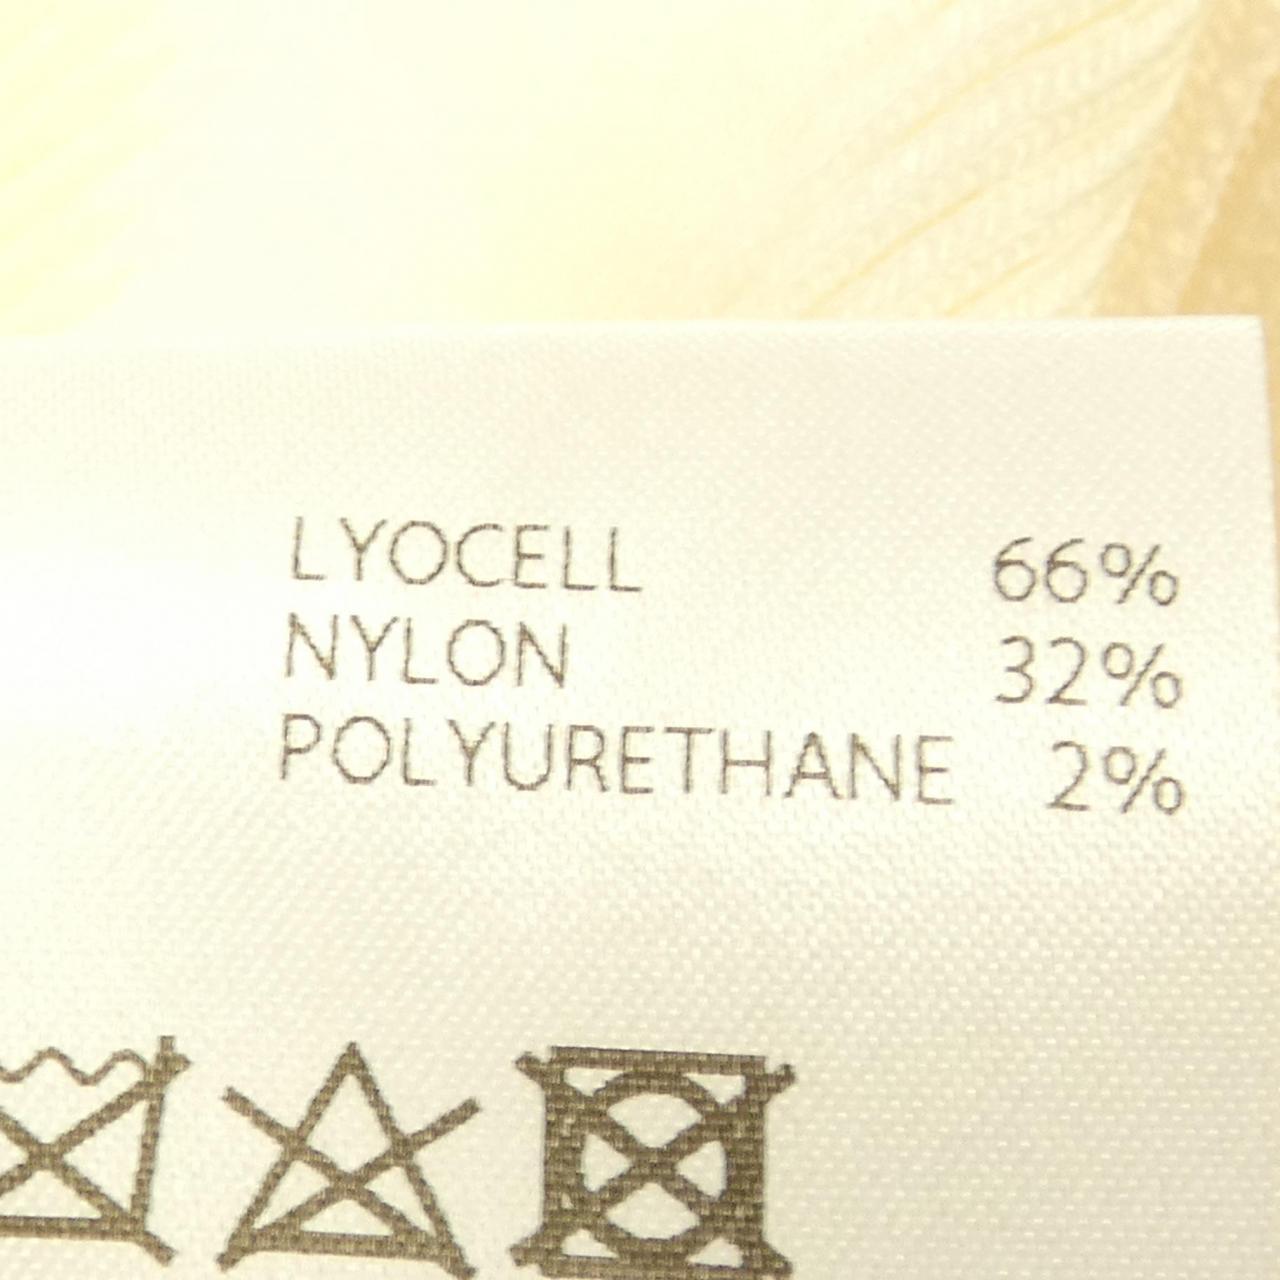 LYOCELL 66%
NYLON 32%
POLYURETHANE 2%